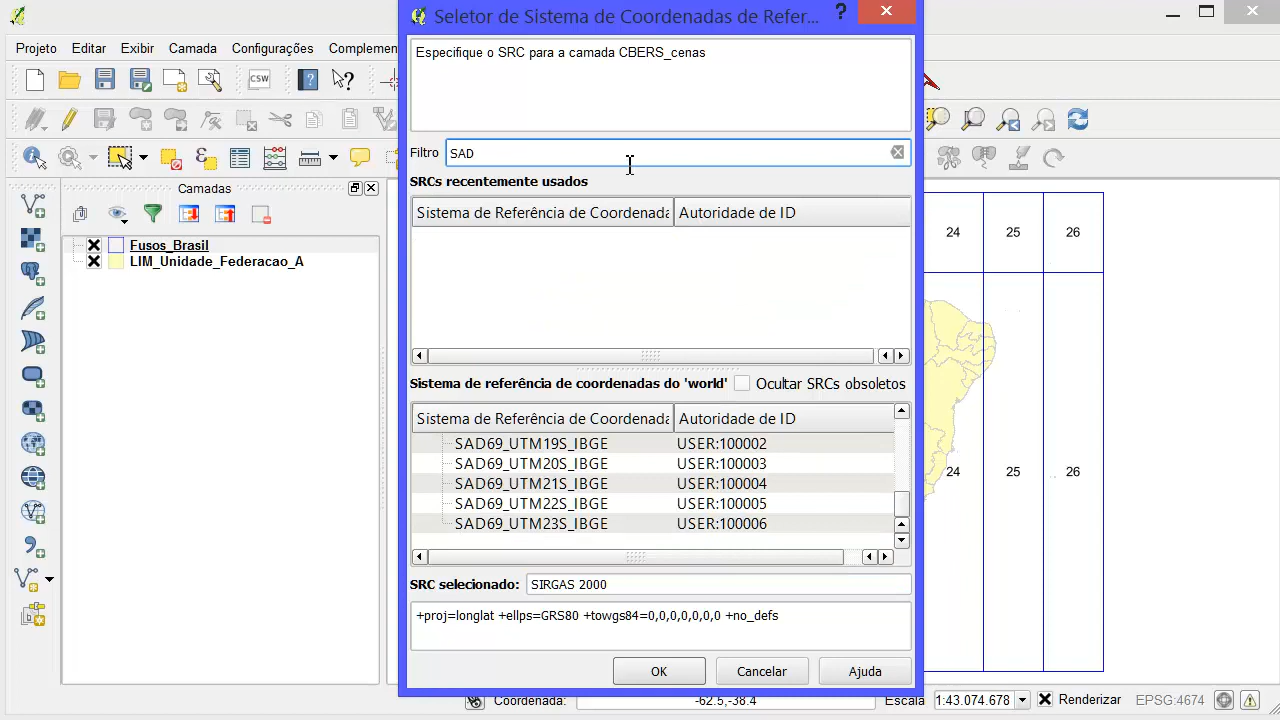 Seletor de Sistema de Coordenadas de Refer...
?
Projeto Editar Exibir Camada Configurações Complemen
Especifique o SRC para a camada CBERS_cenas
CSW
Filtro SAD
SRCs recentemente usados
Camadas
Sistema de Referência de Coordenada Autoridade de ID
24 25 26
Fusos_Brasil
LIM_Unidade_Federacao_A
Sistema de referência de coordenadas do 'world' Ocultar SRCs obsoletos
Sistema de Referência de Coordenada Autoridade de ID
SAD69_UTM19S_IBGE USER:100002
SAD69_UTM20S_IBGE USER:100003
SAD69_UTM21S_IBGE USER:100004
SAD69_UTM22S_IBGE USER:100005
SAD69_UTM23S_IBGE USER:100006
24 25 26
SRC selecionado: SIRGAS 2000
+proj=longlat +ellps=GRS80 +towgs84=0,0,0,0,0,0,0 +no_defs
OK Cancelar Ajuda
Coordenada: -62.5,-38.4 Escala 1:43.074.678 Renderizar EPSG:4674